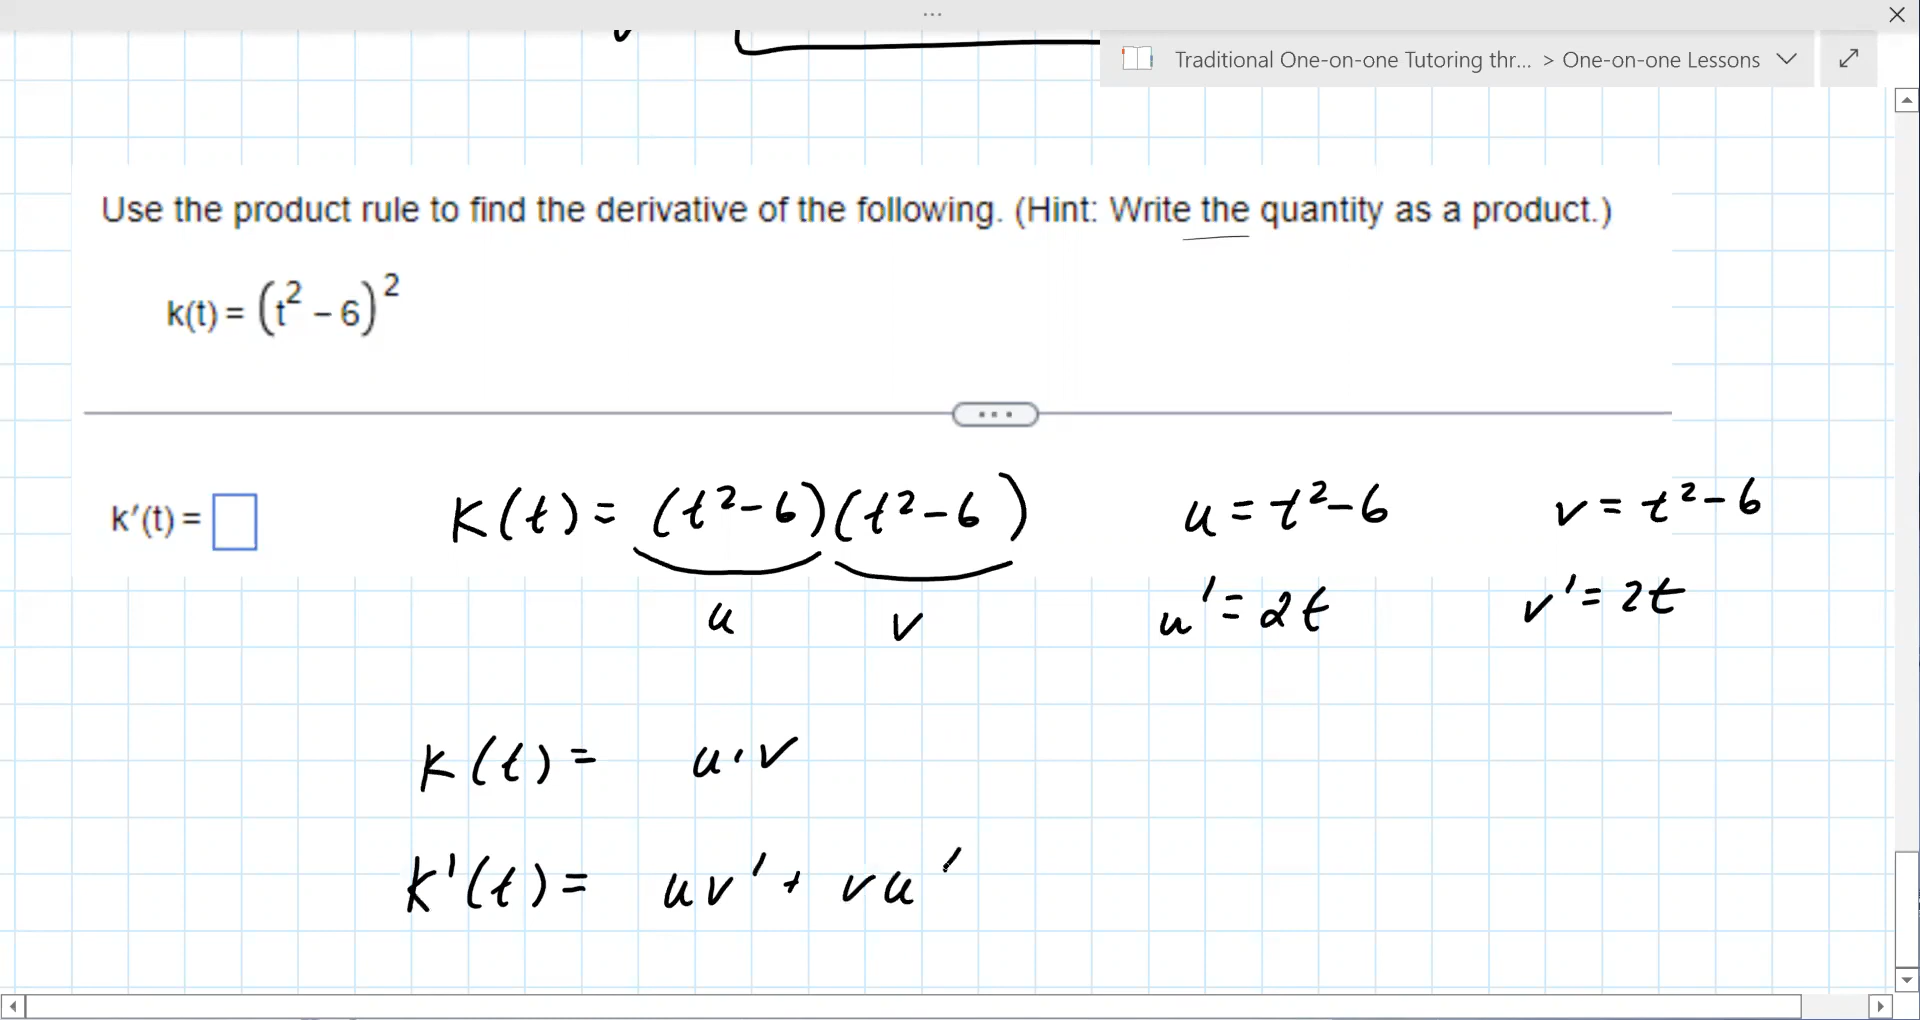 ...
Traditional One-on-one Tutoring thr... > One-on-one Lessons
Use the product rule to find the derivative of the following. (Hint: Write the quantity as a product.)
k(t) = (t² − 6)²
k′(t) =
K(t) = (t²-6)(t²-6)
u = t²-6
v = t²-6
u v
u' = 2t
v' = 2t
K(t) = u·v
K'(t) = uv' + vu'